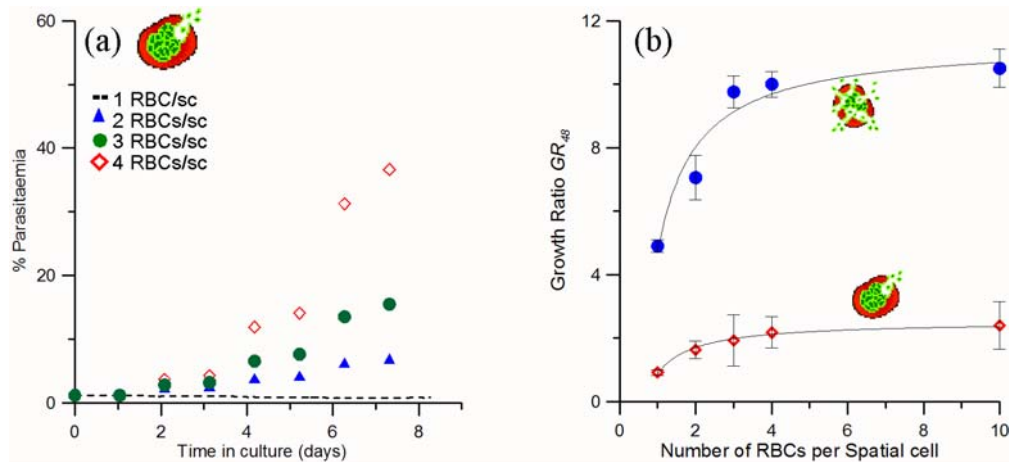 (a)
60
40
20
0
% Parasitaemia
1 RBC/sc
2 RBCs/sc
3 RBCs/sc
4 RBCs/sc
0 2 4 6 8
Time in culture (days)
(b)
12
8
4
0
Growth Ratio GR48
0 2 4 6 8 10
Number of RBCs per Spatial cell